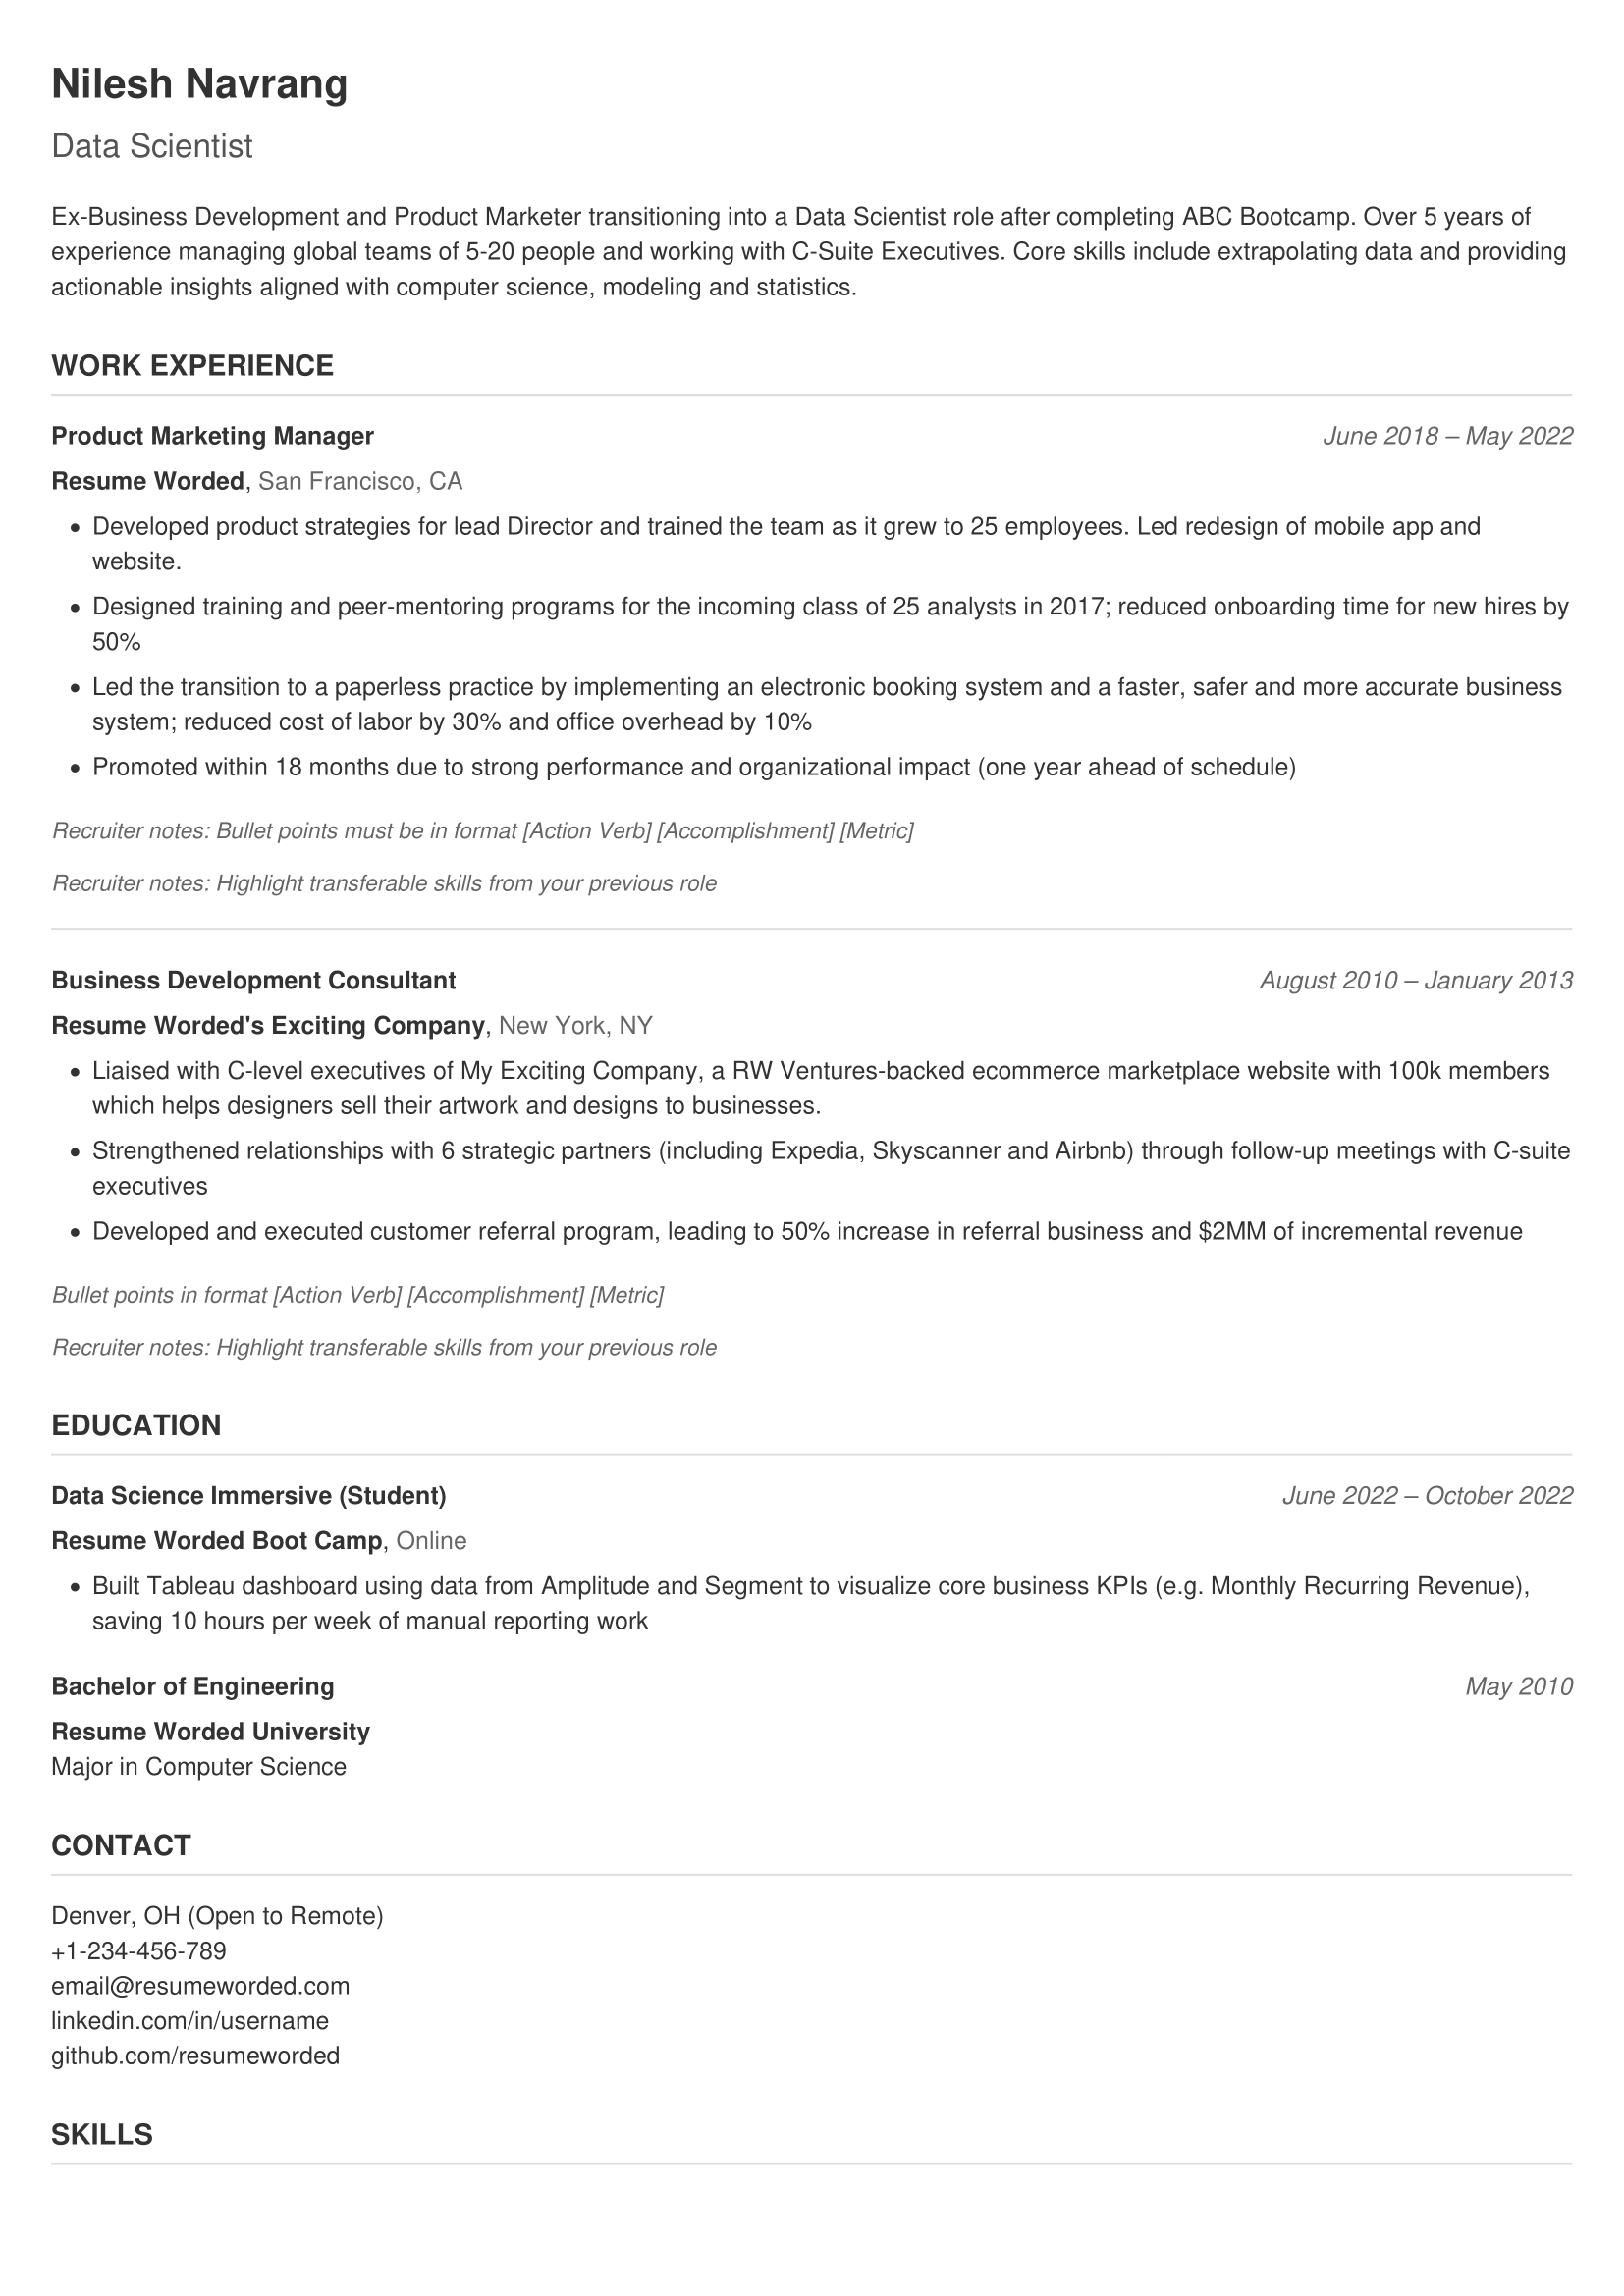 Nilesh Navrang
Data Scientist
Ex-Business Development and Product Marketer transitioning into a Data Scientist role after completing ABC Bootcamp. Over 5 years of
experience managing global teams of 5-20 people and working with C-Suite Executives. Core skills include extrapolating data and providing
actionable insights aligned with computer science, modeling and statistics.
WORK EXPERIENCE
Product Marketing Manager June 2018 – May 2022
Resume Worded, San Francisco, CA
• Developed product strategies for lead Director and trained the team as it grew to 25 employees. Led redesign of mobile app and
website.
• Designed training and peer-mentoring programs for the incoming class of 25 analysts in 2017; reduced onboarding time for new hires by
50%
• Led the transition to a paperless practice by implementing an electronic booking system and a faster, safer and more accurate business
system; reduced cost of labor by 30% and office overhead by 10%
• Promoted within 18 months due to strong performance and organizational impact (one year ahead of schedule)
Recruiter notes: Bullet points must be in format [Action Verb] [Accomplishment] [Metric]
Recruiter notes: Highlight transferable skills from your previous role
Business Development Consultant August 2010 – January 2013
Resume Worded's Exciting Company, New York, NY
• Liaised with C-level executives of My Exciting Company, a RW Ventures-backed ecommerce marketplace website with 100k members
which helps designers sell their artwork and designs to businesses.
• Strengthened relationships with 6 strategic partners (including Expedia, Skyscanner and Airbnb) through follow-up meetings with C-suite
executives
• Developed and executed customer referral program, leading to 50% increase in referral business and $2MM of incremental revenue
Bullet points in format [Action Verb] [Accomplishment] [Metric]
Recruiter notes: Highlight transferable skills from your previous role
EDUCATION
Data Science Immersive (Student) June 2022 – October 2022
Resume Worded Boot Camp, Online
• Built Tableau dashboard using data from Amplitude and Segment to visualize core business KPIs (e.g. Monthly Recurring Revenue),
saving 10 hours per week of manual reporting work
Bachelor of Engineering May 2010
Resume Worded University
Major in Computer Science
CONTACT
Denver, OH (Open to Remote)
+1-234-456-789
email@resumeworded.com
linkedin.com/in/username
github.com/resumeworded
SKILLS